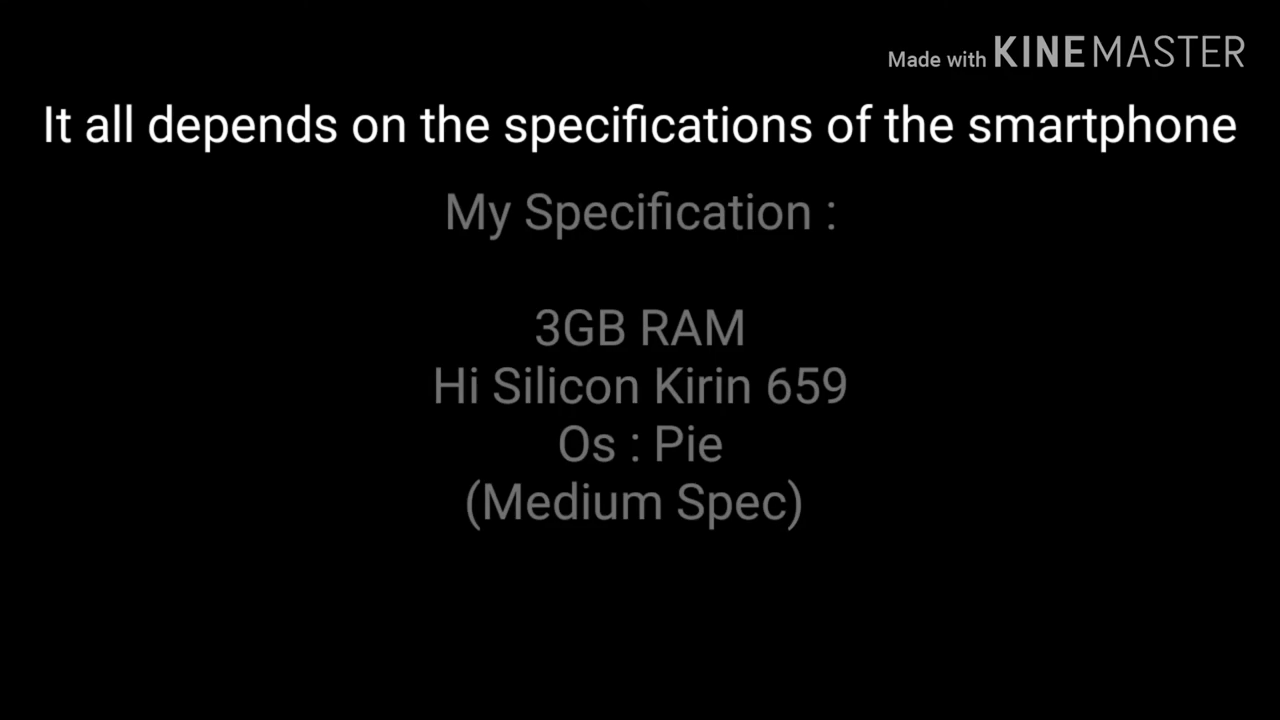 Made with KINEMASTER
It all depends on the specifications of the smartphone
My Specification :
3GB RAM
Hi Silicon Kirin 659
Os : Pie
(Medium Spec)